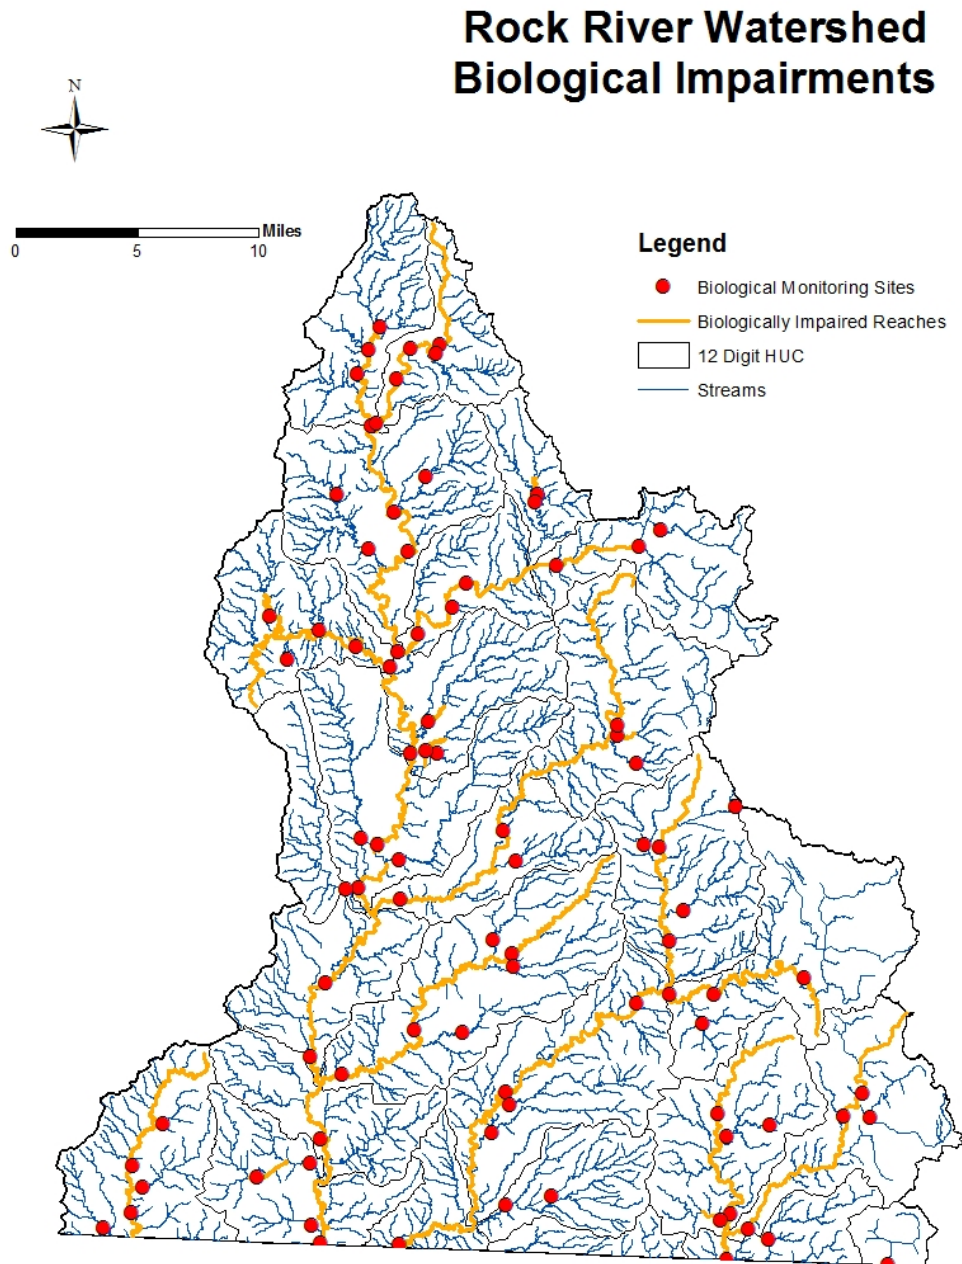 Rock River Watershed
Biological Impairments
N
Miles
0 5 10
Legend
Biological Monitoring Sites
Biologically Impaired Reaches
12 Digit HUC
Streams